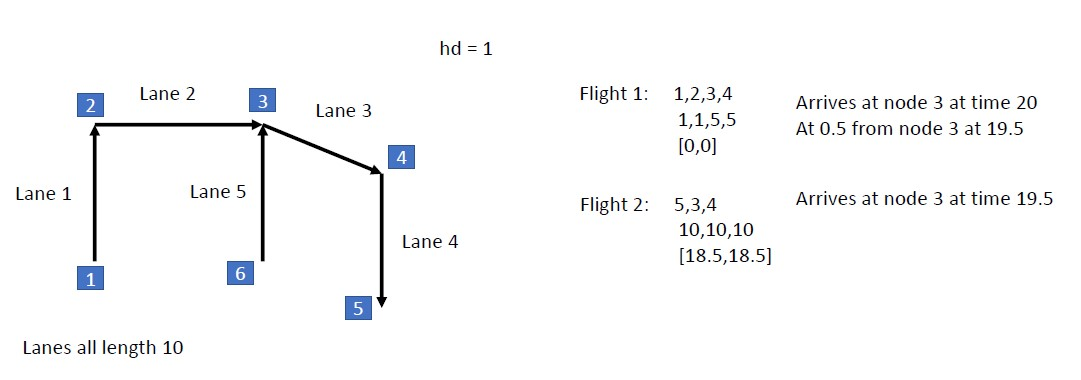 hd = 1
2
Lane 2
3
Lane 3
4
Lane 1
Lane 5
Lane 4
1
6
5
Lanes all length 10
Flight 1:
1,2,3,4
1,1,5,5
[0,0]
Arrives at node 3 at time 20
At 0.5 from node 3 at 19.5
Flight 2:
5,3,4
10,10,10
[18.5,18.5]
Arrives at node 3 at time 19.5